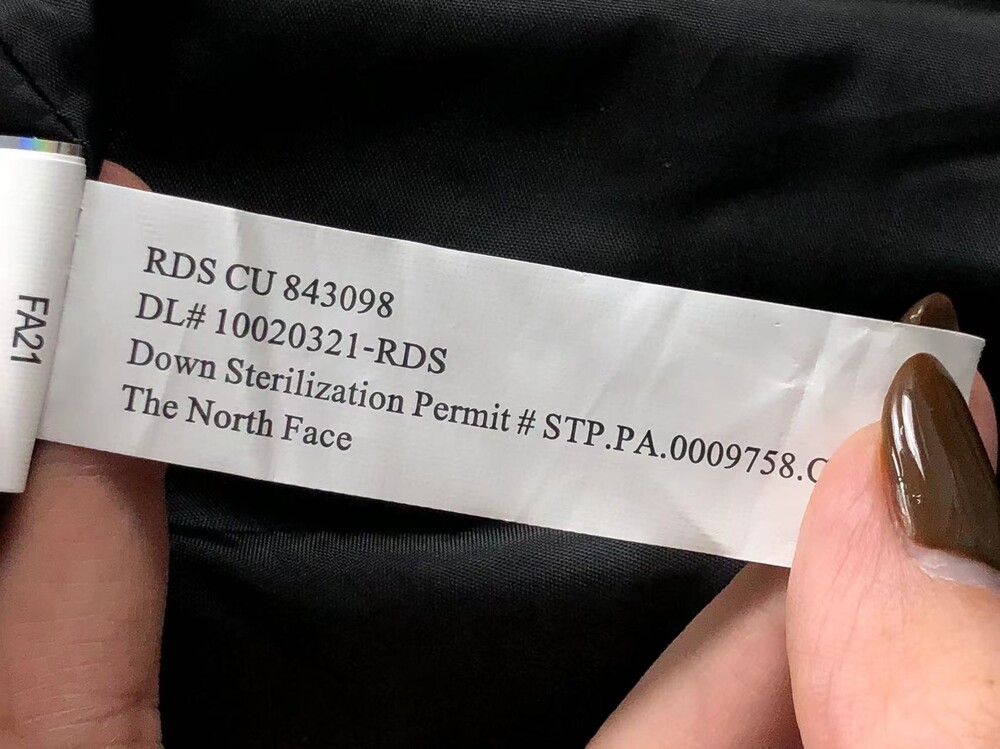 RDS CU 843098
DL# 10020321-RDS
Down Sterilization Permit # STP.PA.0009758.C
The North Face
FA21